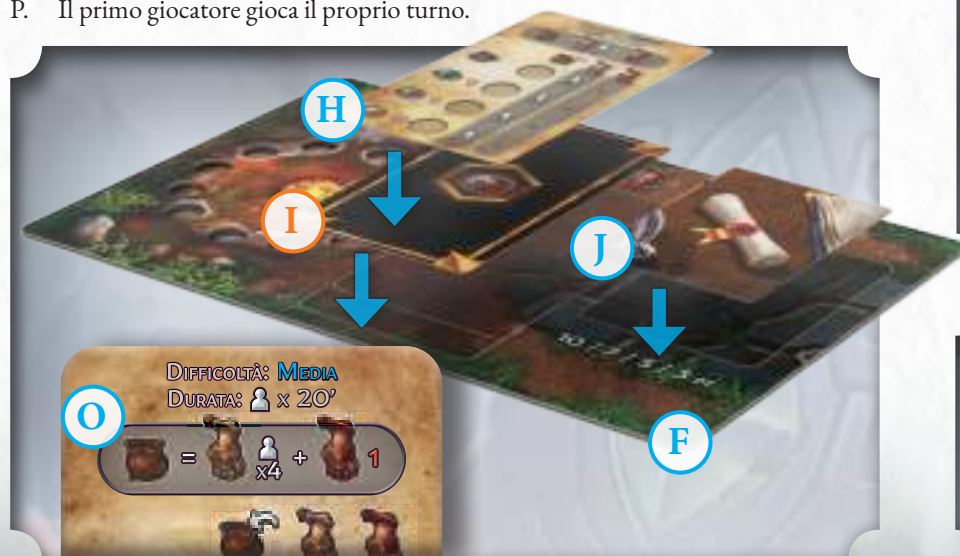 P. Il primo giocatore gioca il proprio turno.
H
I
J
Difficoltà: Media
Durata: x 20'
O
= x4 + 1
F